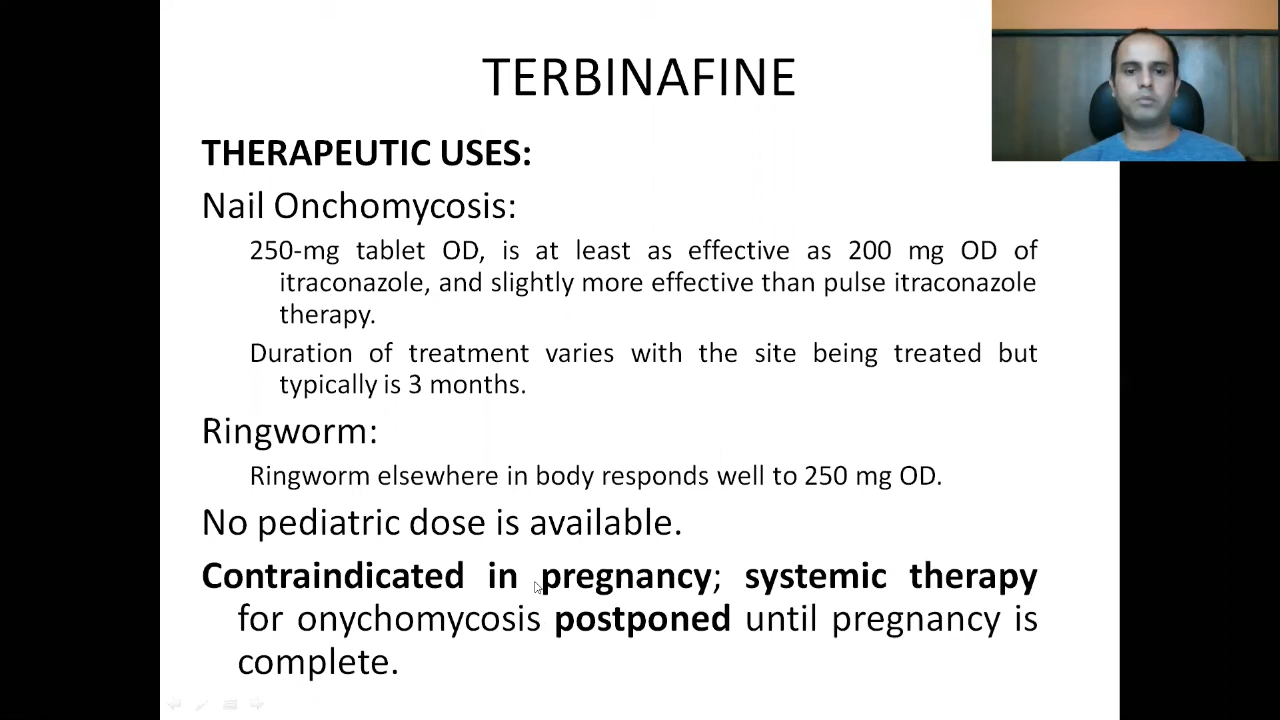 TERBINAFINE
THERAPEUTIC USES:
Nail Onchomycosis:
250-mg tablet OD, is at least as effective as 200 mg OD of
itraconazole, and slightly more effective than pulse itraconazole
therapy.
Duration of treatment varies with the site being treated but
typically is 3 months.
Ringworm:
Ringworm elsewhere in body responds well to 250 mg OD.
No pediatric dose is available.
Contraindicated in pregnancy; systemic therapy
for onychomycosis postponed until pregnancy is
complete.